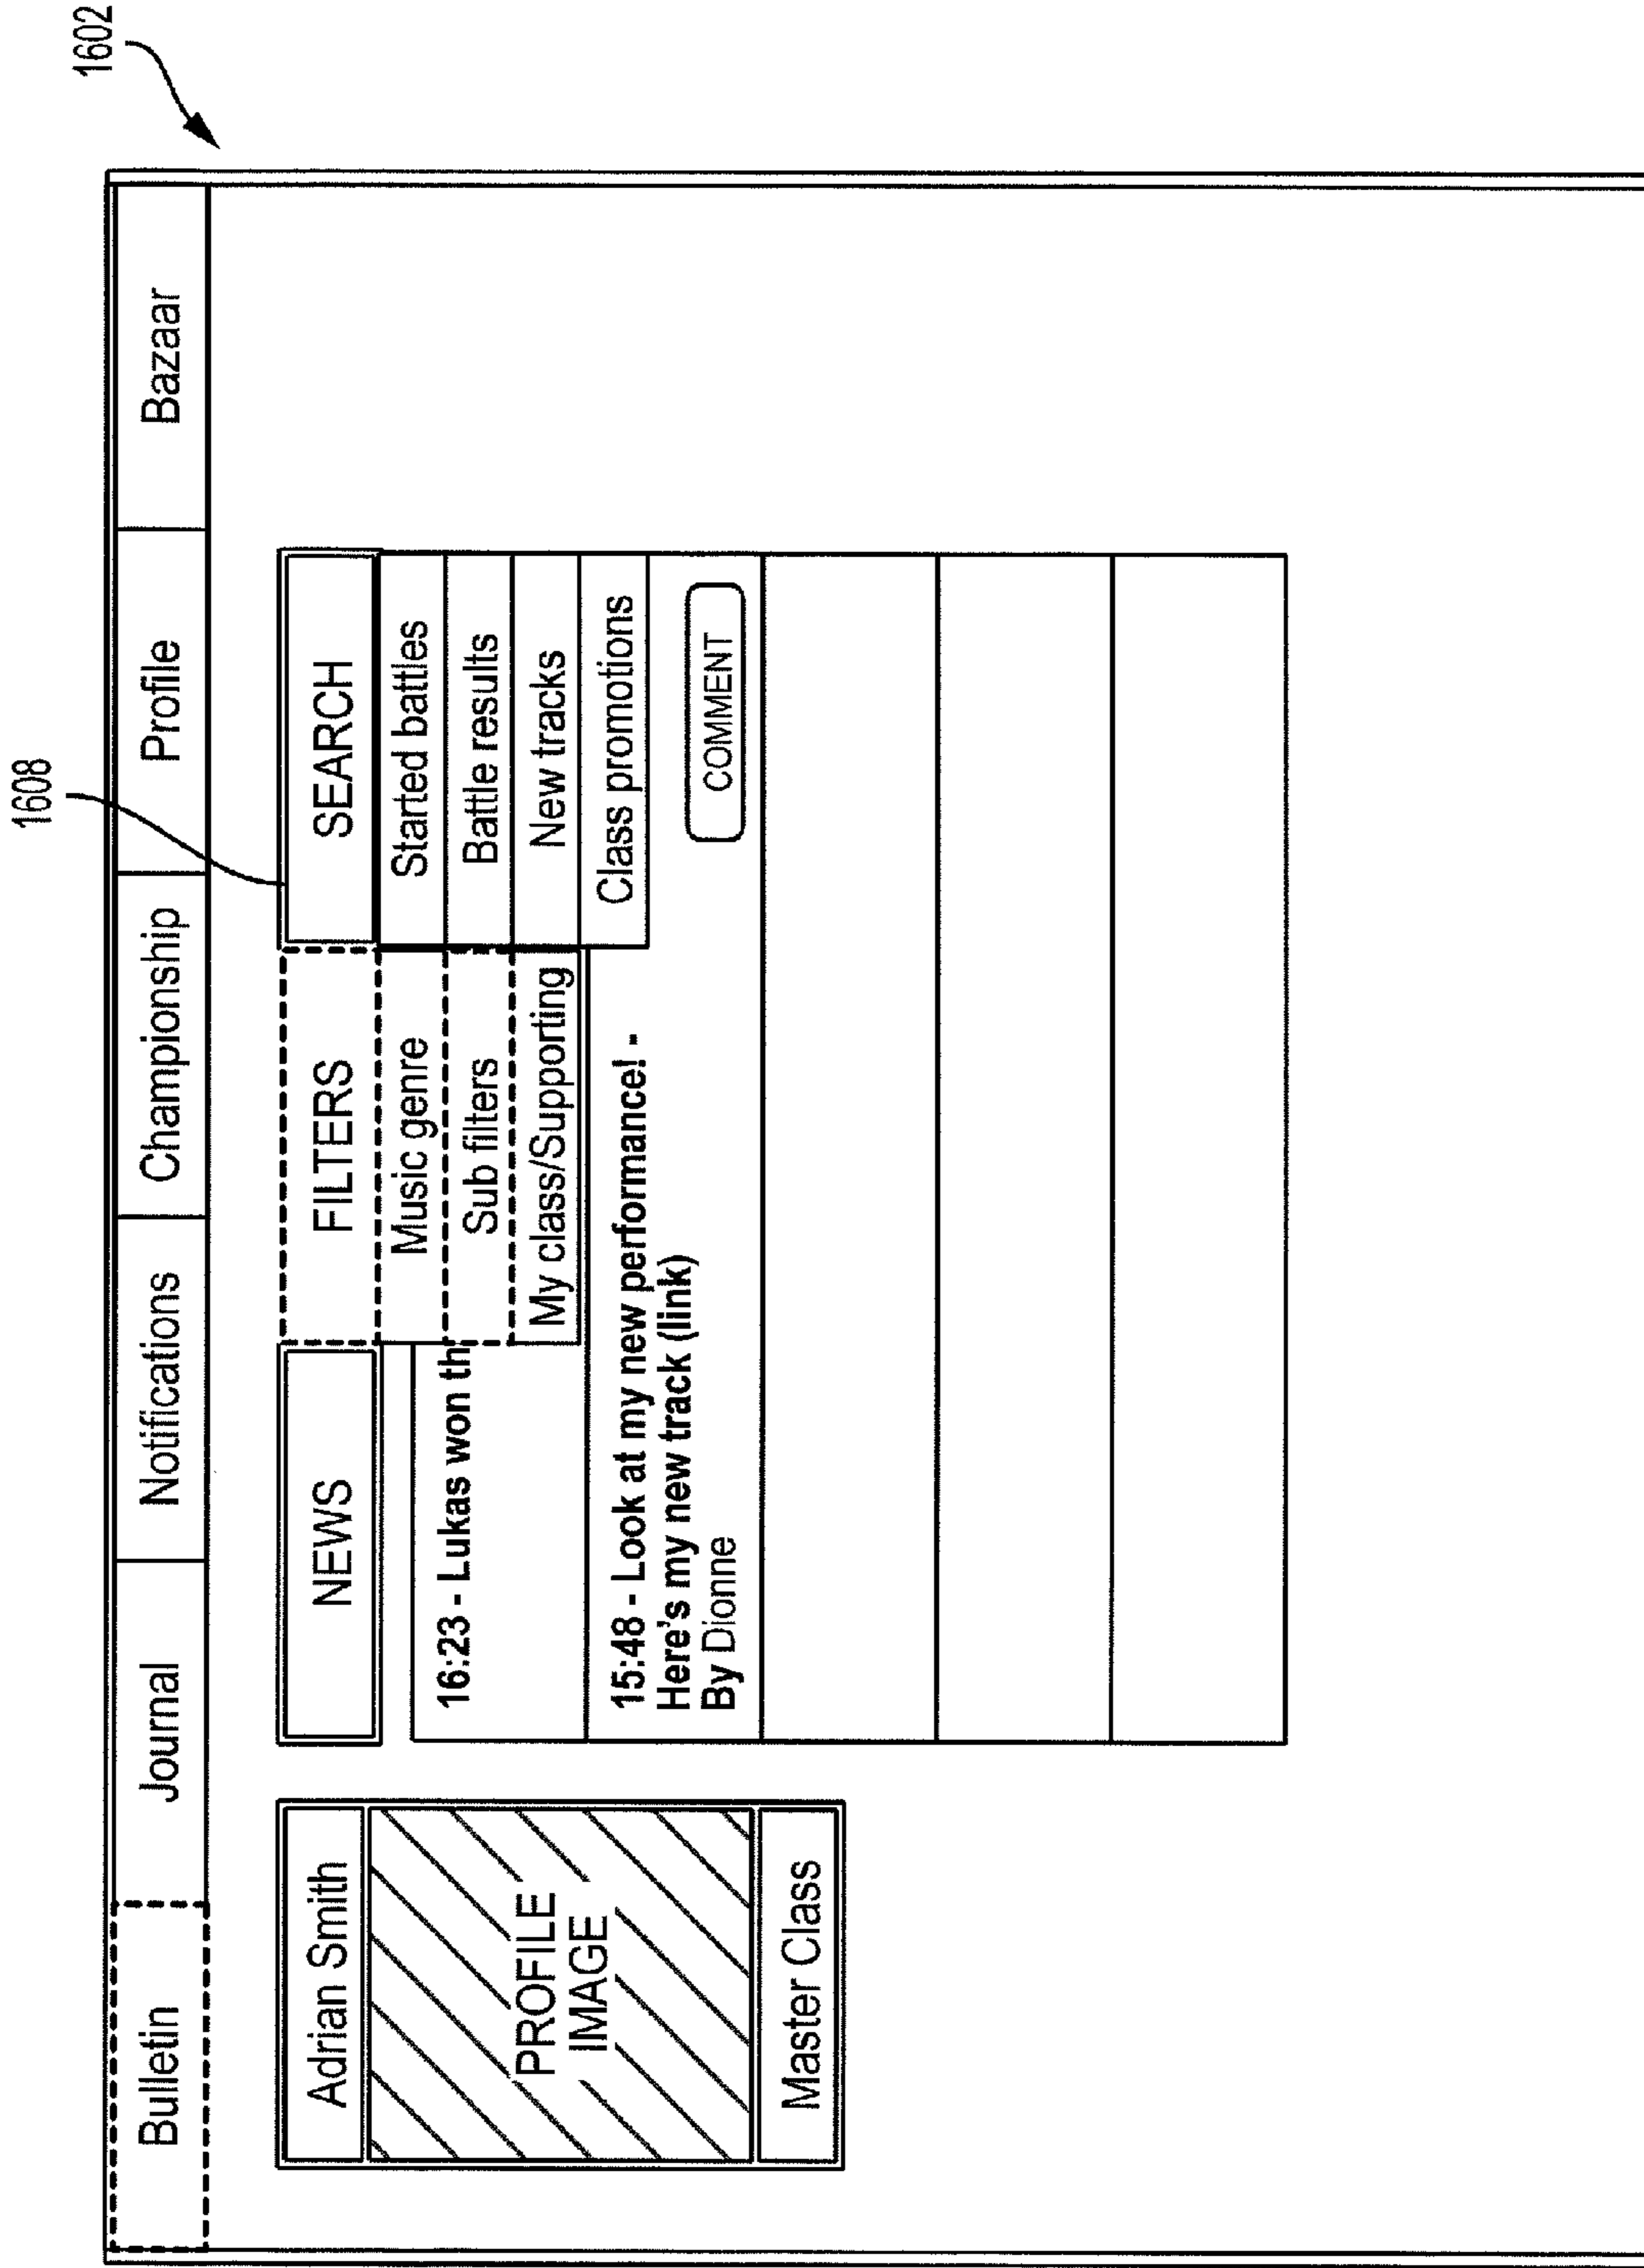 1602
1608
Bulletin
Journal
Notifications
Championship
Profile
Bazaar
Adrian Smith
PROFILE
IMAGE
Master Class
NEWS
FILTERS
SEARCH
Music genre
Sub filters
My class/Supporting
Started battles
Battle results
New tracks
Class promotions
16:23 - Lukas won th
15:48 - Look at my new performance! -
Here's my new track (link)
By Dionne
COMMENT